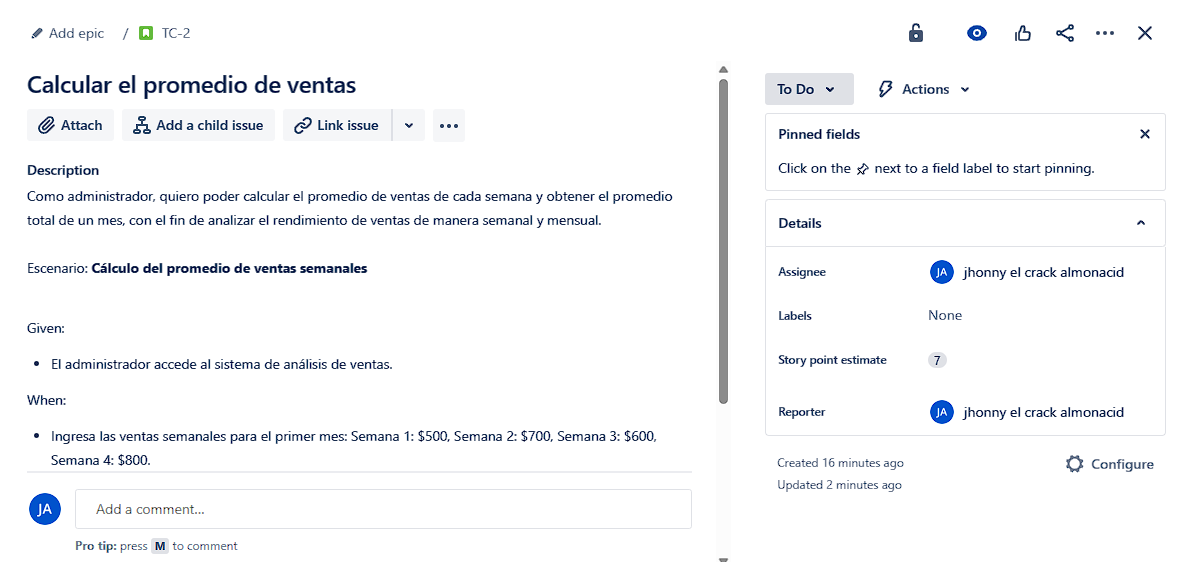 Add epic / TC-2
Calcular el promedio de ventas
Attach Add a child issue Link issue
Description
Como administrador, quiero poder calcular el promedio de ventas de cada semana y obtener el promedio
total de un mes, con el fin de analizar el rendimiento de ventas de manera semanal y mensual.
Escenario: Cálculo del promedio de ventas semanales
Given:
• El administrador accede al sistema de análisis de ventas.
When:
• Ingresa las ventas semanales para el primer mes: Semana 1: $500, Semana 2: $700, Semana 3: $600,
Semana 4: $800.
JA Add a comment...
Pro tip: press M to comment
To Do Actions
Pinned fields
Click on the next to a field label to start pinning.
Details
Assignee JA jhonny el crack almonacid
Labels None
Story point estimate 7
Reporter JA jhonny el crack almonacid
Created 16 minutes ago
Configure
Updated 2 minutes ago